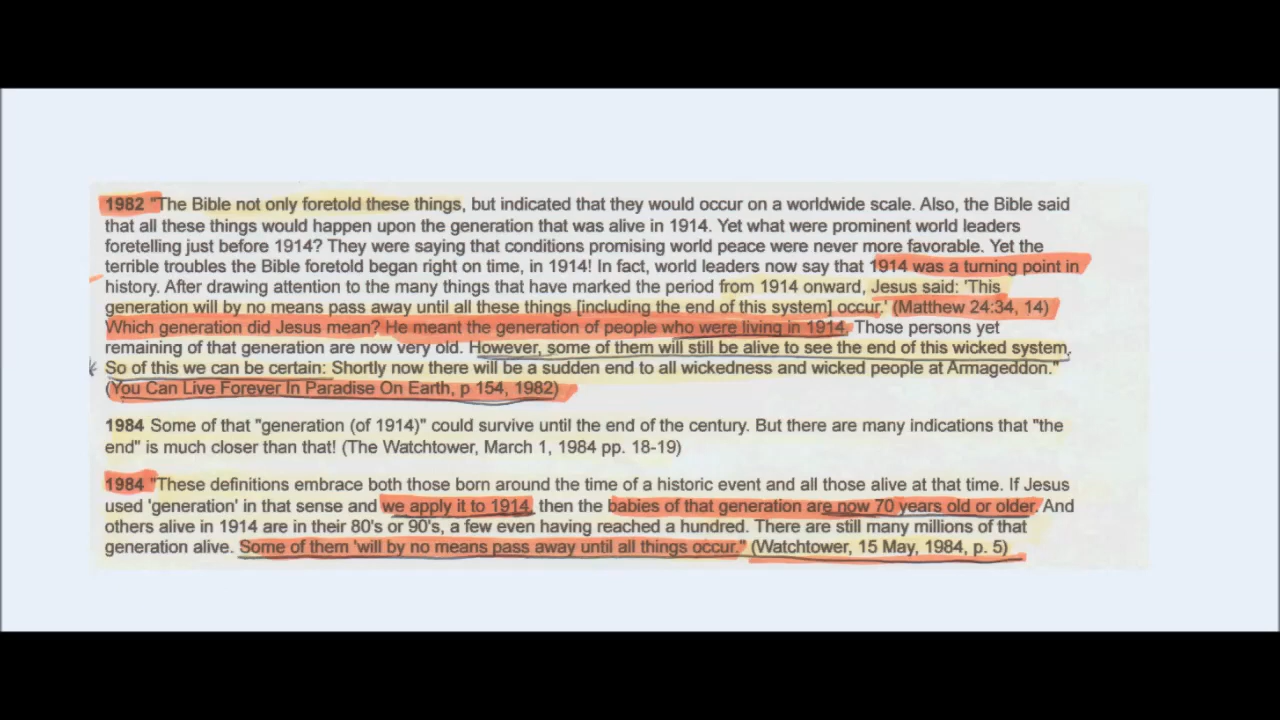 1982 "The Bible not only foretold these things, but indicated that they would occur on a worldwide scale. Also, the Bible said
that all these things would happen upon the generation that was alive in 1914. Yet what were prominent world leaders
foretelling just before 1914? They were saying that conditions promising world peace were never more favorable. Yet the
terrible troubles the Bible foretold began right on time, in 1914! In fact, world leaders now say that 1914 was a turning point in
history. After drawing attention to the many things that have marked the period from 1914 onward, Jesus said: 'This
generation will by no means pass away until all these things [including the end of this system] occur.' (Matthew 24:34, 14)
Which generation did Jesus mean? He meant the generation of people who were living in 1914. Those persons yet
remaining of that generation are now very old. However, some of them will still be alive to see the end of this wicked system.
So of this we can be certain: Shortly now there will be a sudden end to all wickedness and wicked people at Armageddon."
(You Can Live Forever In Paradise On Earth, p 154, 1982)
1984 Some of that "generation (of 1914)" could survive until the end of the century. But there are many indications that "the
end" is much closer than that! (The Watchtower, March 1, 1984 pp. 18-19)
1984 "These definitions embrace both those born around the time of a historic event and all those alive at that time. If Jesus
used 'generation' in that sense and we apply it to 1914, then the babies of that generation are now 70 years old or older. And
others alive in 1914 are in their 80's or 90's, a few even having reached a hundred. There are still many millions of that
generation alive. Some of them 'will by no means pass away until all things occur." (Watchtower, 15 May, 1984, p. 5)